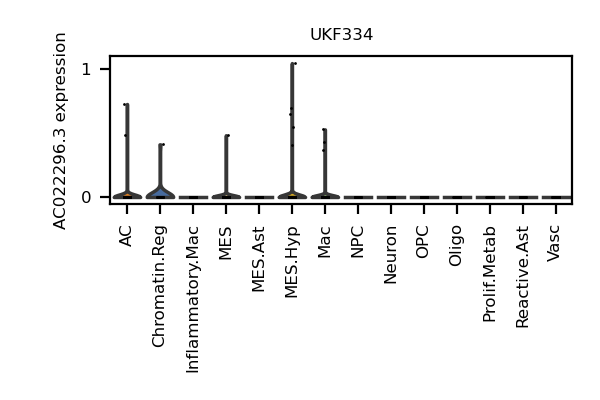 UKF334
AC022296.3 expression
1
0
AC
Chromatin.Reg
Inflammatory.Mac
MES
MES.Ast
MES.Hyp
Mac
NPC
Neuron
OPC
Oligo
Prolif.Metab
Reactive.Ast
Vasc